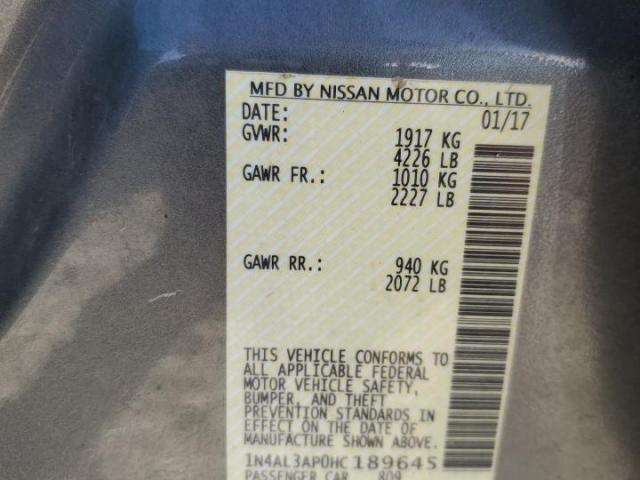 MFD BY NISSAN MOTOR CO., LTD.
DATE: 01/17
GVWR: 1917 KG
4226 LB
GAWR FR.: 1010 KG
2227 LB
GAWR RR.: 940 KG
2072 LB
THIS VEHICLE CONFORMS TO
ALL APPLICABLE FEDERAL
MOTOR VEHICLE SAFETY,
BUMPER, AND THEFT
PREVENTION STANDARDS IN
EFFECT ON THE DATE OF
MANUFACTURE SHOWN ABOVE.
1N4AL3AP0HC189645
PASSENGER CAR 809